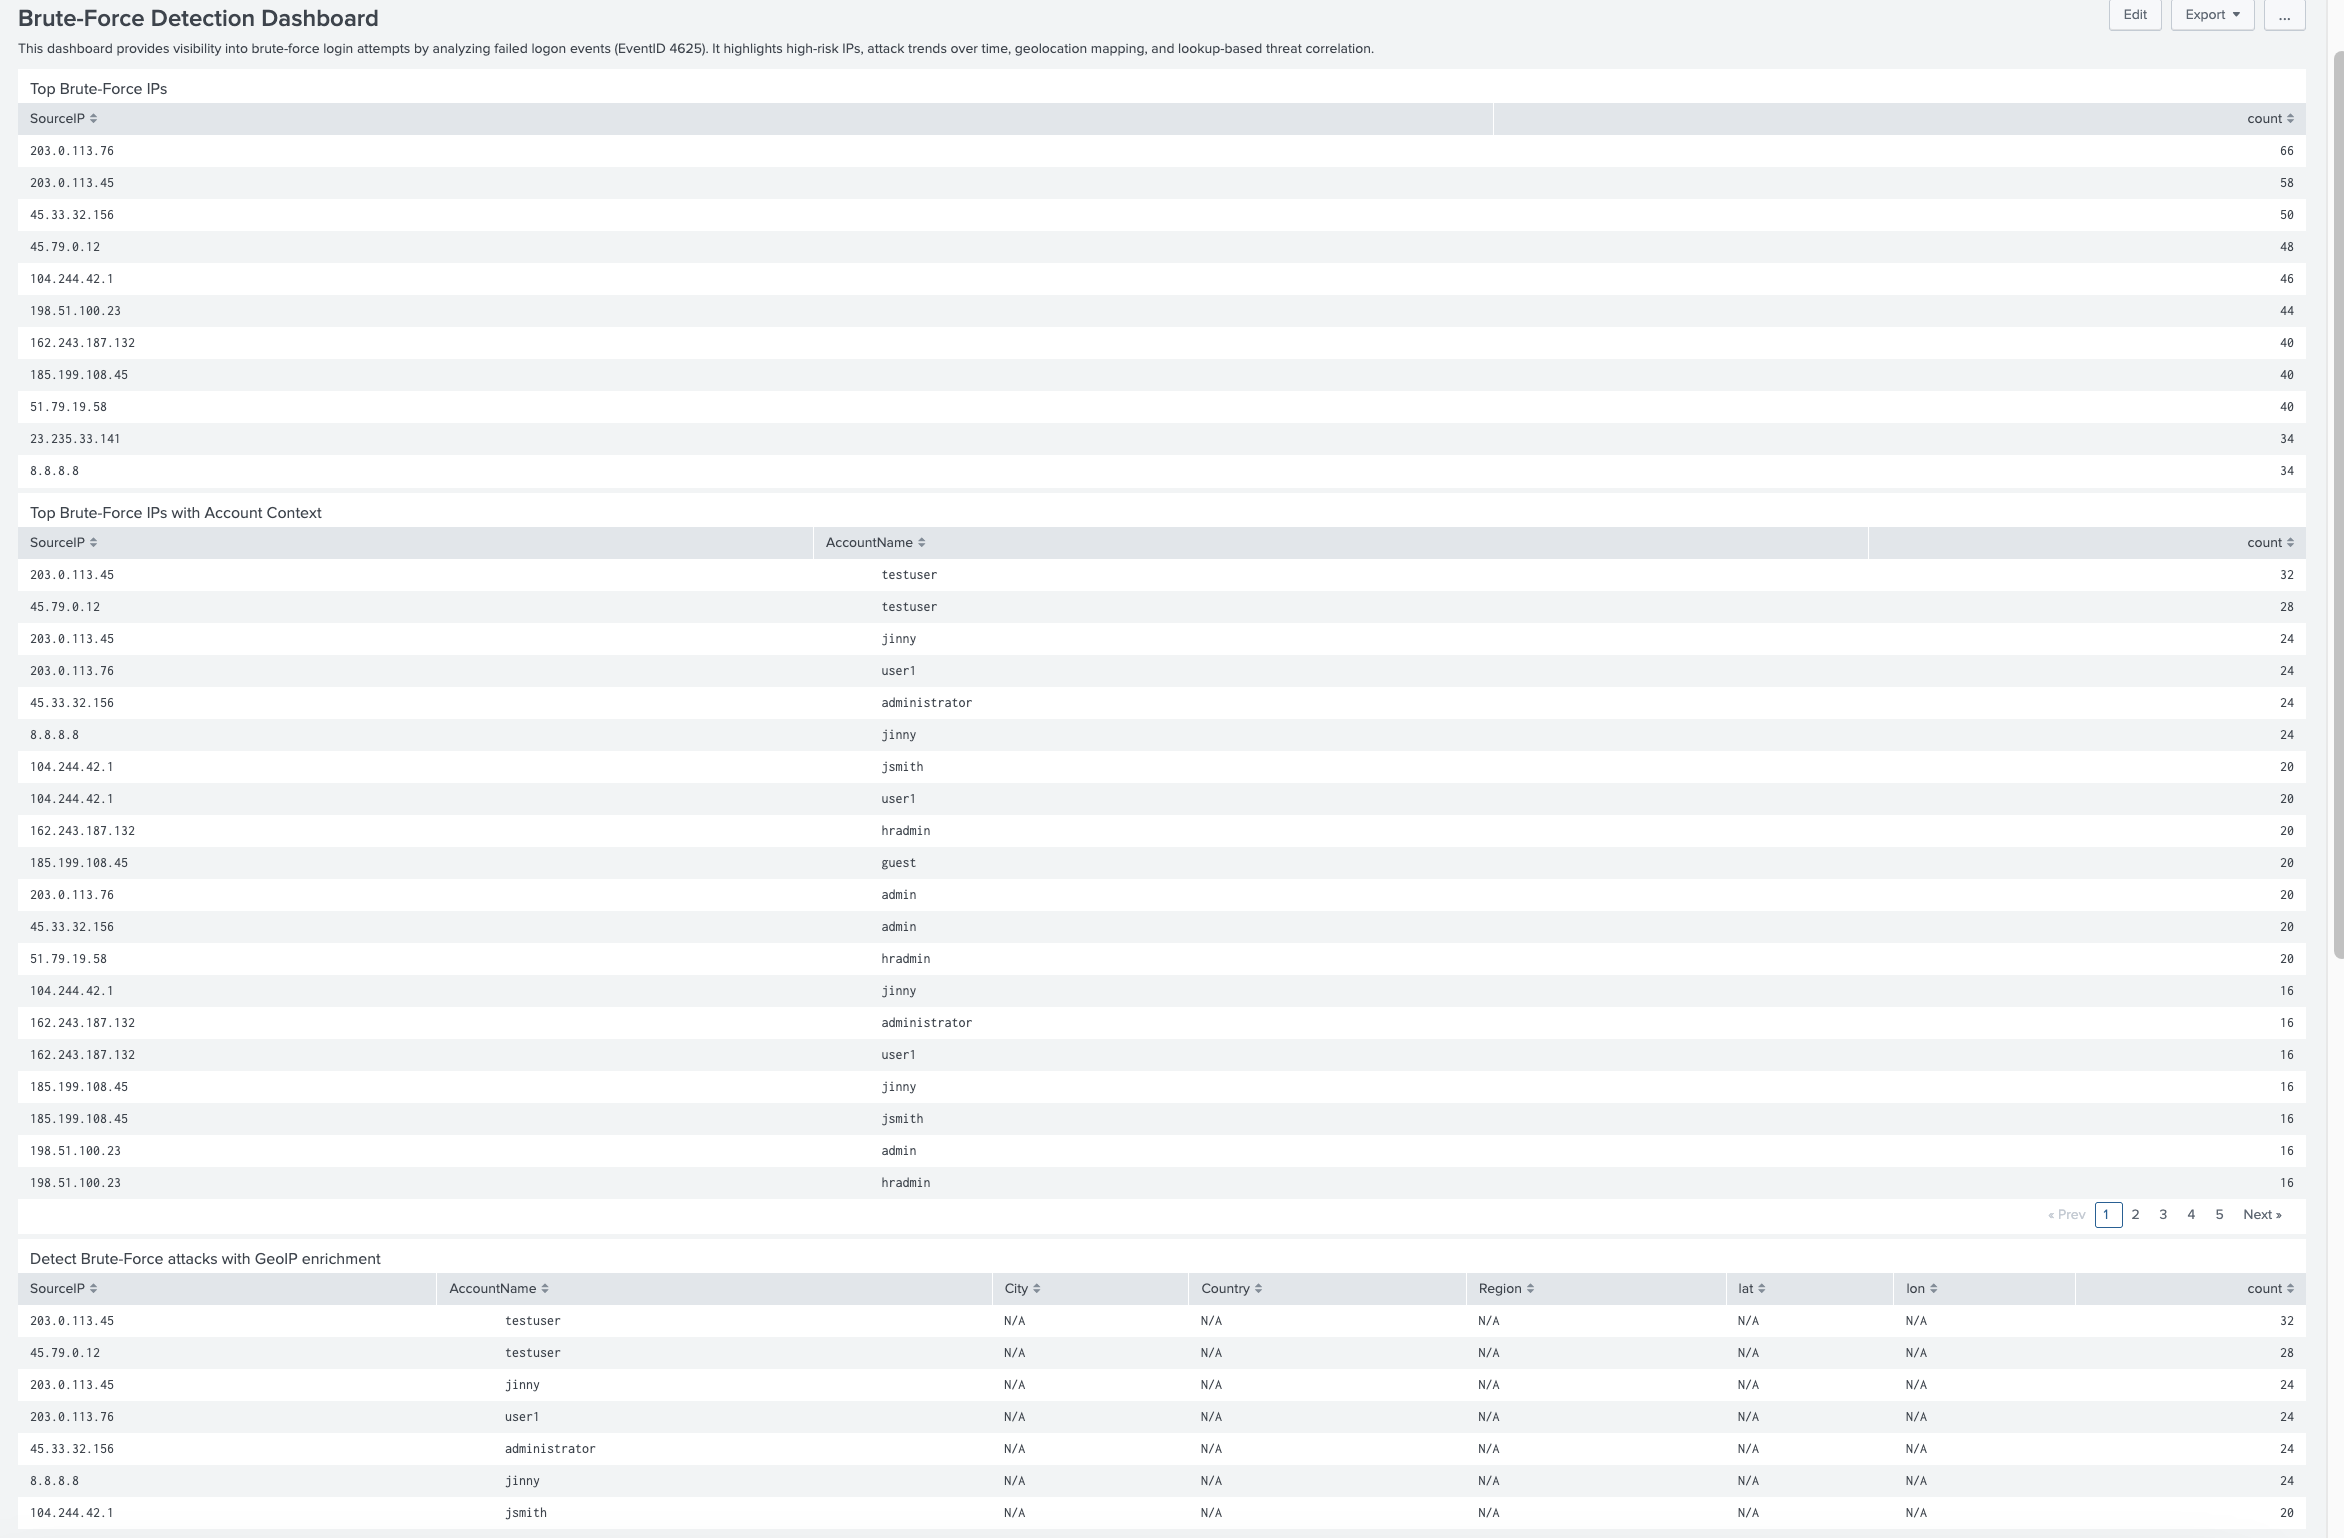 Brute-Force Detection Dashboard
Edit Export ...
This dashboard provides visibility into brute-force login attempts by analyzing failed logon events (EventID 4625). It highlights high-risk IPs, attack trends over time, geolocation mapping, and lookup-based threat correlation.
Top Brute-Force IPs
SourceIP count
203.0.113.76 66
203.0.113.45 58
45.33.32.156 50
45.79.0.12 48
104.244.42.1 46
198.51.100.23 44
162.243.187.132 40
185.199.108.45 40
51.79.19.58 40
23.235.33.141 34
8.8.8.8 34
Top Brute-Force IPs with Account Context
SourceIP AccountName count
203.0.113.45 testuser 32
45.79.0.12 testuser 28
203.0.113.45 jinny 24
203.0.113.76 user1 24
45.33.32.156 administrator 24
8.8.8.8 jinny 24
104.244.42.1 jsmith 20
104.244.42.1 user1 20
162.243.187.132 hradmin 20
185.199.108.45 guest 20
203.0.113.76 admin 20
45.33.32.156 admin 20
51.79.19.58 hradmin 20
104.244.42.1 jinny 16
162.243.187.132 administrator 16
162.243.187.132 user1 16
185.199.108.45 jinny 16
185.199.108.45 jsmith 16
198.51.100.23 admin 16
198.51.100.23 hradmin 16
« Prev 1 2 3 4 5 Next »
Detect Brute-Force attacks with GeoIP enrichment
SourceIP AccountName City Country Region lat lon count
203.0.113.45 testuser N/A N/A N/A N/A N/A 32
45.79.0.12 testuser N/A N/A N/A N/A N/A 28
203.0.113.45 jinny N/A N/A N/A N/A N/A 24
203.0.113.76 user1 N/A N/A N/A N/A N/A 24
45.33.32.156 administrator N/A N/A N/A N/A N/A 24
8.8.8.8 jinny N/A N/A N/A N/A N/A 24
104.244.42.1 jsmith N/A N/A N/A N/A N/A 20